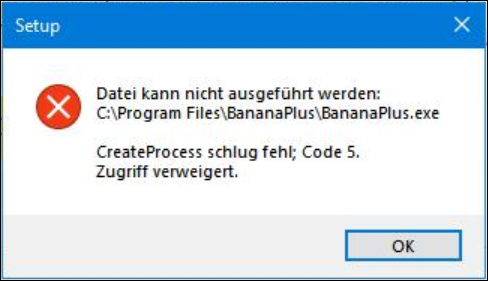 Setup
Datei kann nicht ausgeführt werden:
C:\Program Files\BananaPlus\BananaPlus.exe
CreateProcess schlug fehl; Code 5.
Zugriff verweigert.
OK